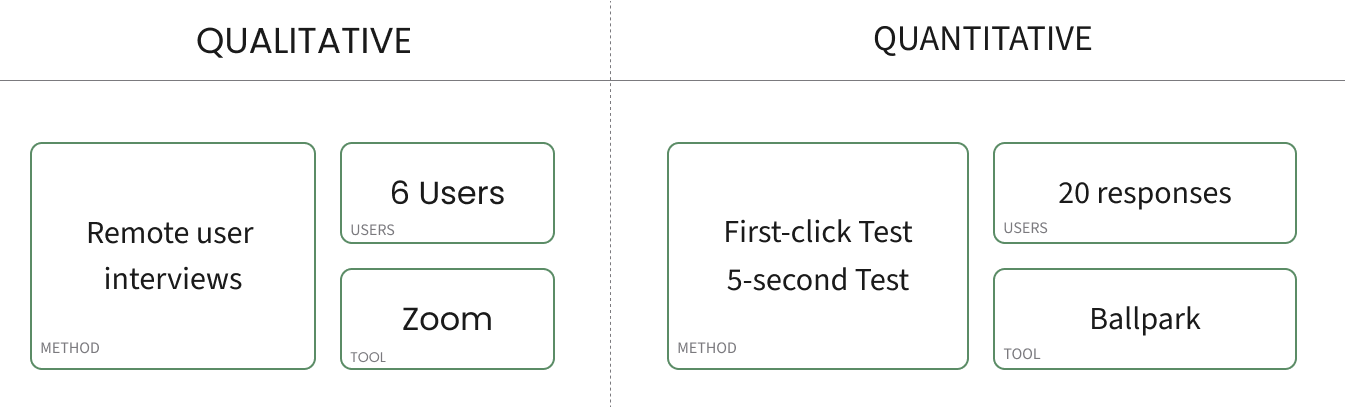 QUALITATIVE
Remote user
interviews
METHOD
6 Users
USERS
Zoom
TOOL
QUANTITATIVE
First-click Test
5-second Test
METHOD
20 responses
USERS
Ballpark
TOOL